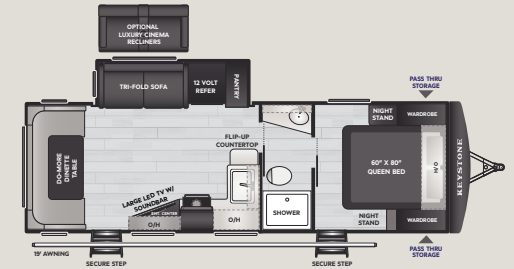 OPTIONAL
LUXURY CINEMA
RECLINERS
TRI-FOLD SOFA
12 VOLT
REFER
PANTRY
PASS THRU
STORAGE
NIGHT
STAND
WARDROBE
FLIP-UP
COUNTERTOP
DO-MORE
DINETTE
TABLE
60" X 80"
QUEEN BED
O/H
KEYSTONE
LARGE LED TV W/
SOUNDBAR
ENT. CENTER
O/H
O/H
SHOWER
NIGHT
STAND
WARDROBE
19' AWNING
SECURE STEP
SECURE STEP
PASS THRU
STORAGE